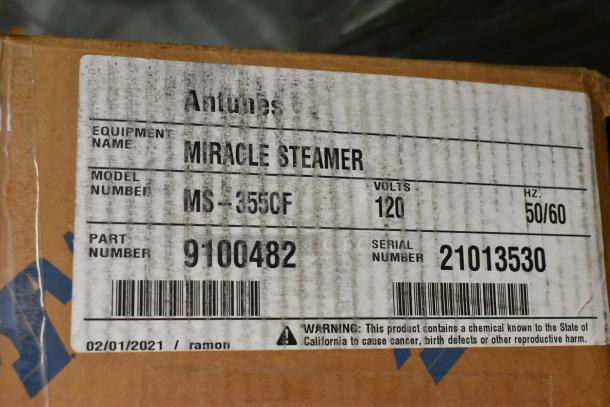 Antunes
EQUIPMENT NAME MIRACLE STEAMER
MODEL NUMBER MS-355CF VOLTS 120 HZ. 50/60
PART NUMBER 9100482 SERIAL NUMBER 21013530
02/01/2021 / ramon
WARNING: This product contains a chemical known to the State of
California to cause cancer, birth defects or other reproductive harm.